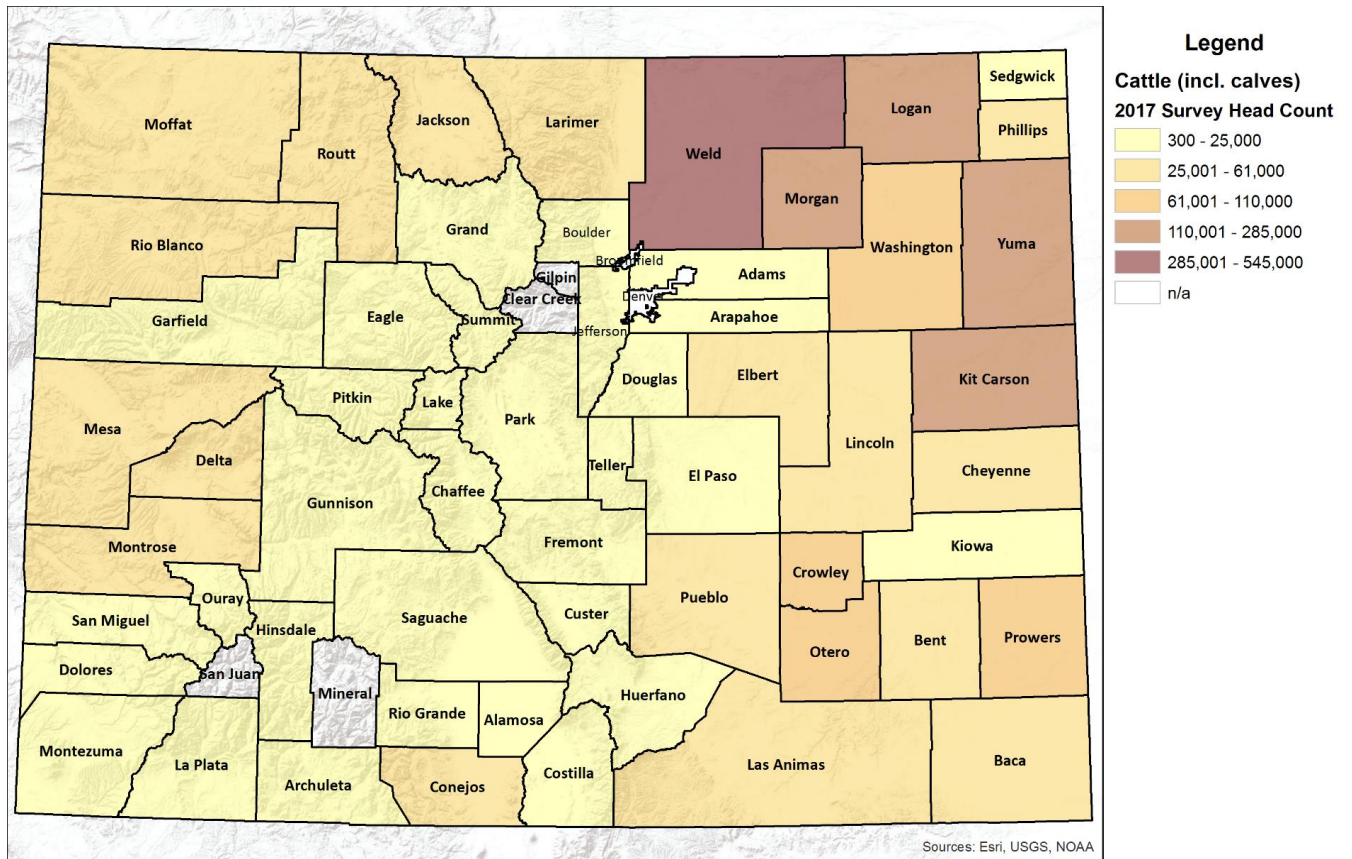 Legend
Cattle (incl. calves)
2017 Survey Head Count
300 - 25,000
25,001 - 61,000
61,001 - 110,000
110,001 - 285,000
285,001 - 545,000
n/a
Sedgwick
Logan
Moffat
Jackson
Larimer
Phillips
Routt
Weld
Morgan
Grand
Boulder
Rio Blanco
Washington
Yuma
Broomfield
Gilpin
Adams
Clear Creek
Denver
Garfield
Eagle
Summit
Arapahoe
Jefferson
Douglas
Elbert
Kit Carson
Pitkin
Lake
Park
Mesa
Lincoln
Delta
Teller
Cheyenne
El Paso
Chaffee
Gunnison
Fremont
Montrose
Kiowa
Crowley
Ouray
Pueblo
San Miguel
Hinsdale
Saguache
Custer
Bent
Prowers
Otero
Dolores
San Juan
Mineral
Huerfano
Rio Grande
Alamosa
Montezuma
La Plata
Las Animas
Baca
Costilla
Archuleta
Conejos
Sources: Esri, USGS, NOAA